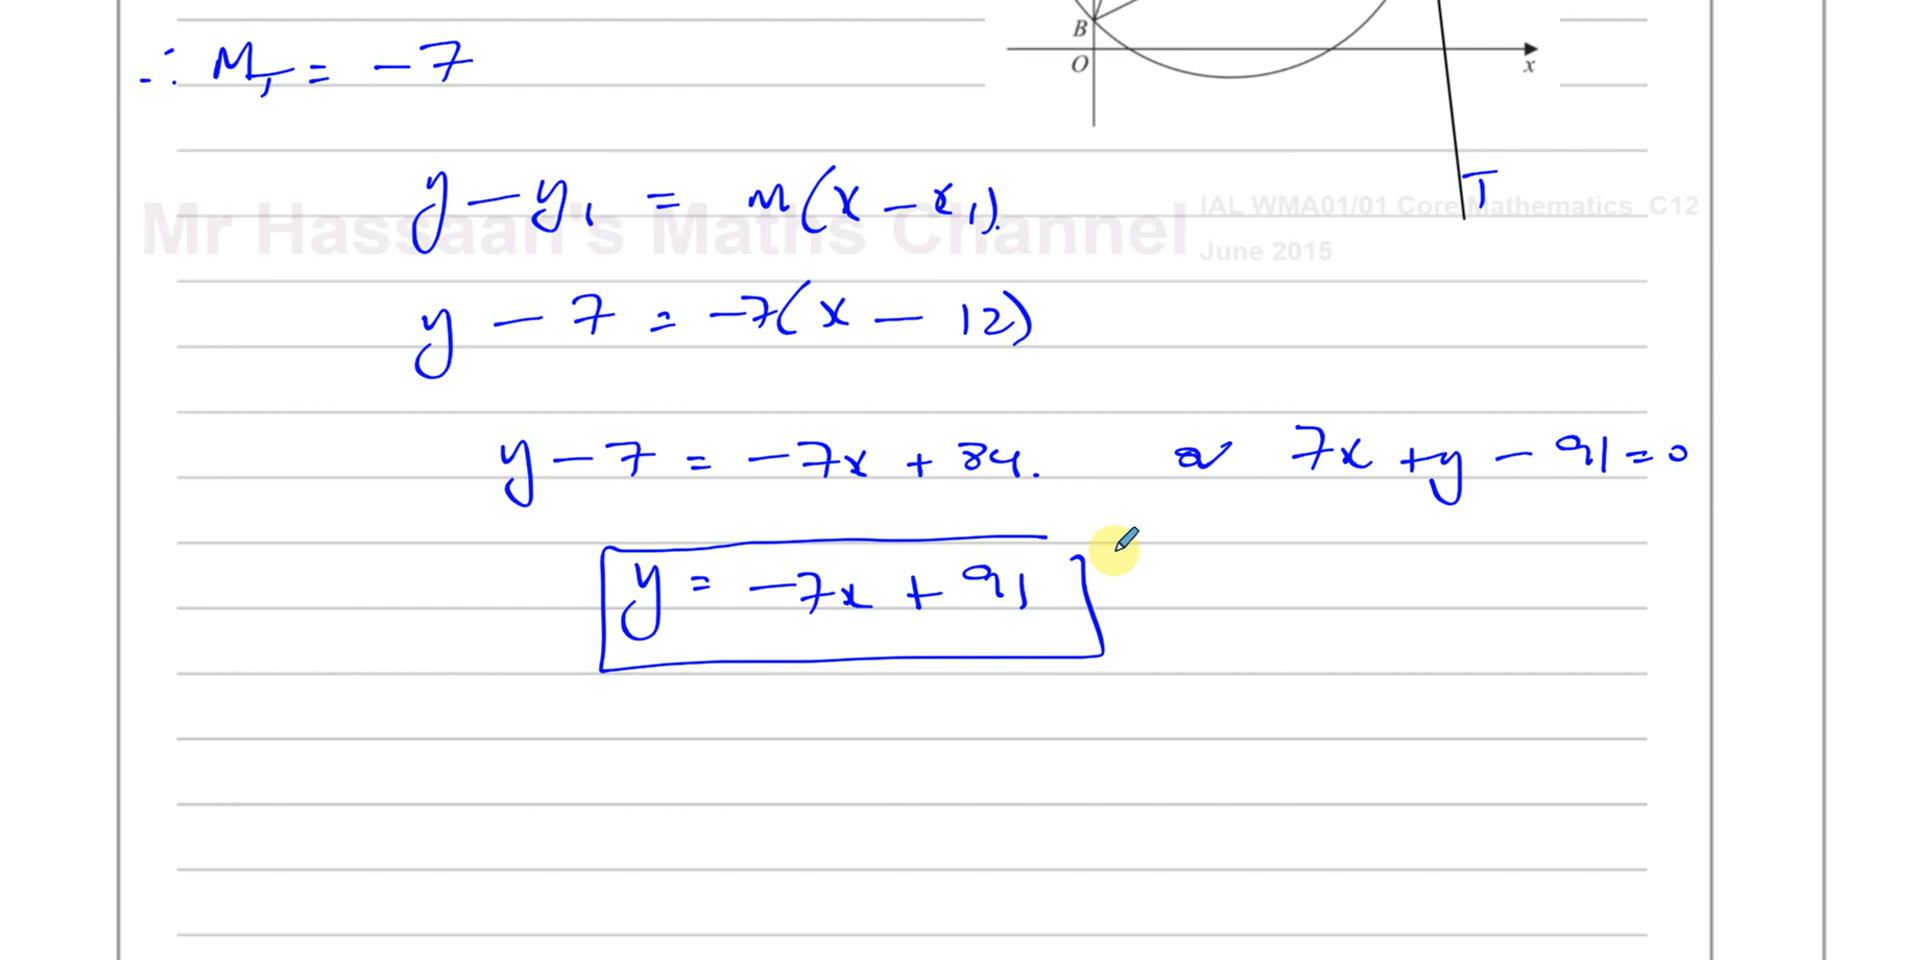 B
∴ M_T = -7
O
x
y - y₁ = m(x - x₁).
T
Mr Hassaan's Maths Channel
IAL WMA01/01 Core Mathematics C12
June 2015
y - 7 = -7(x - 12)
y - 7 = -7x + 84. or 7x + y - 91 = 0
y = -7x + 91